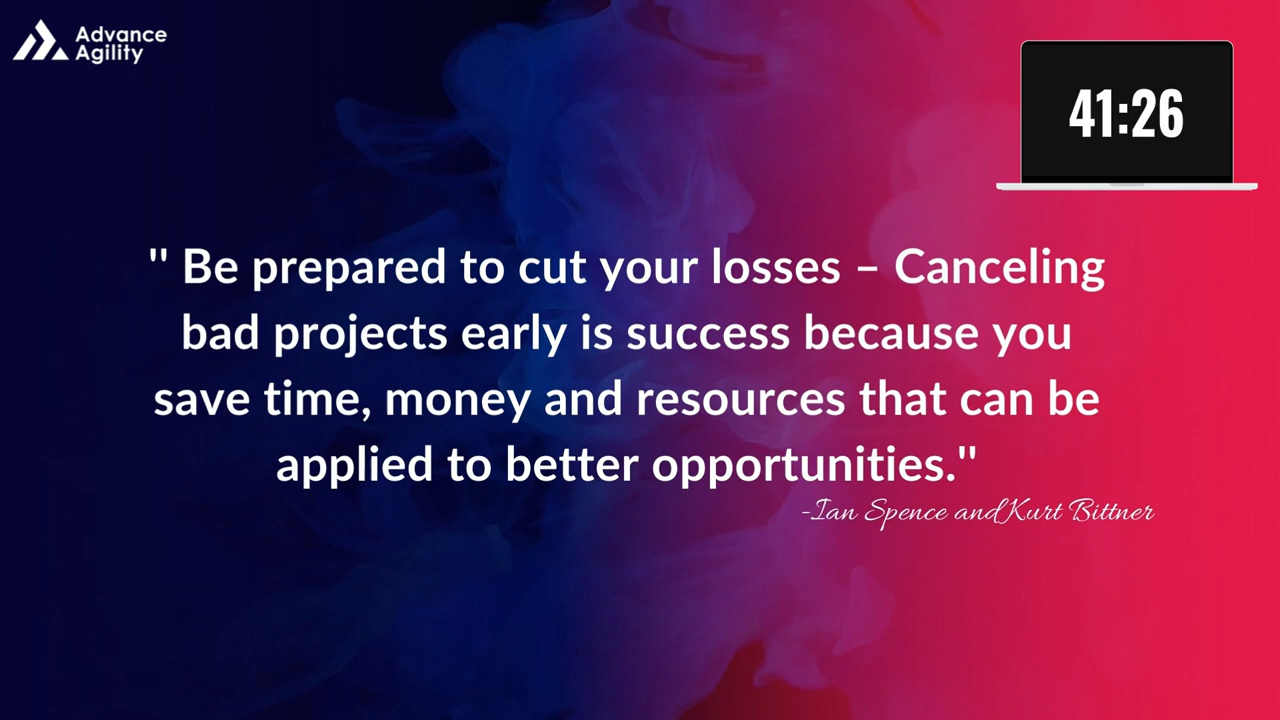 Advance
Agility
41:26
" Be prepared to cut your losses – Canceling
bad projects early is success because you
save time, money and resources that can be
applied to better opportunities."
-Ian Spence and Kurt Bittner